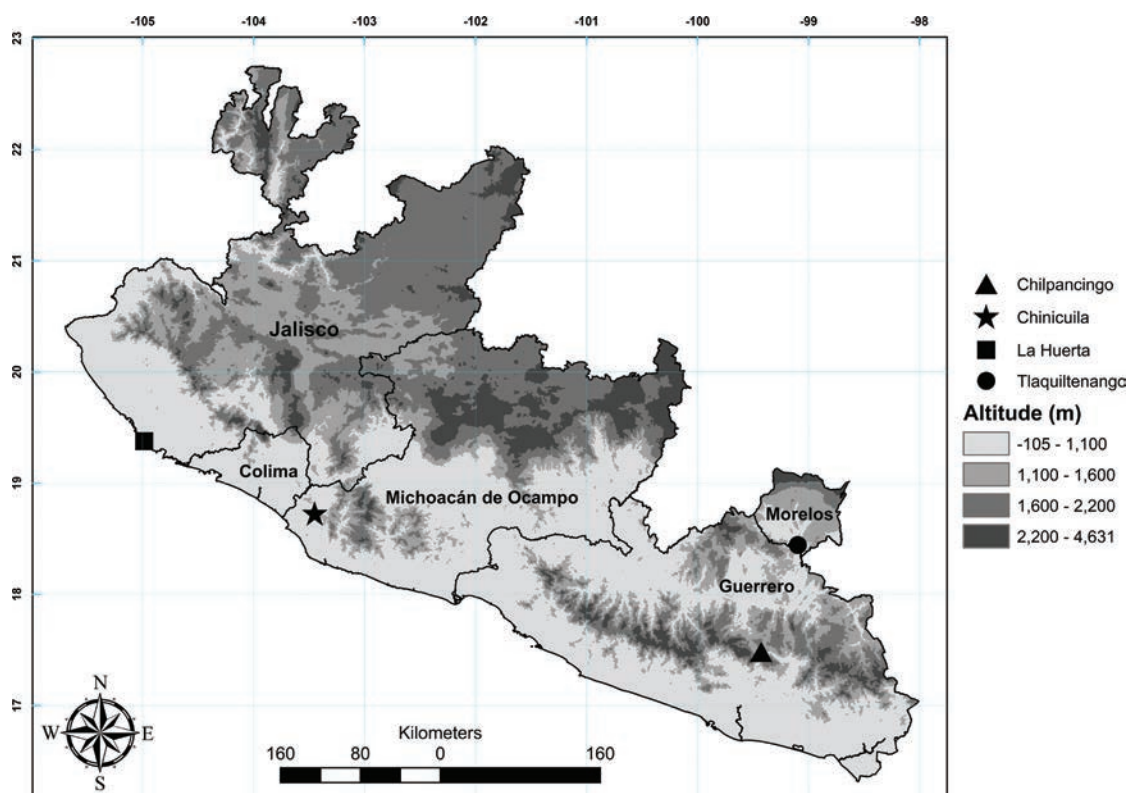 -105 -104 -103 -102 -101 -100 -99 -98
23
22
21
20
19
18
17
Jalisco
Colima
Michoacán de Ocampo
Morelos
Guerrero
N
W E
S
Kilometers
160 80 0 160
Chilpancingo
Chinicuila
La Huerta
Tlaquiltenango
Altitude (m)
-105 - 1,100
1,100 - 1,600
1,600 - 2,200
2,200 - 4,631